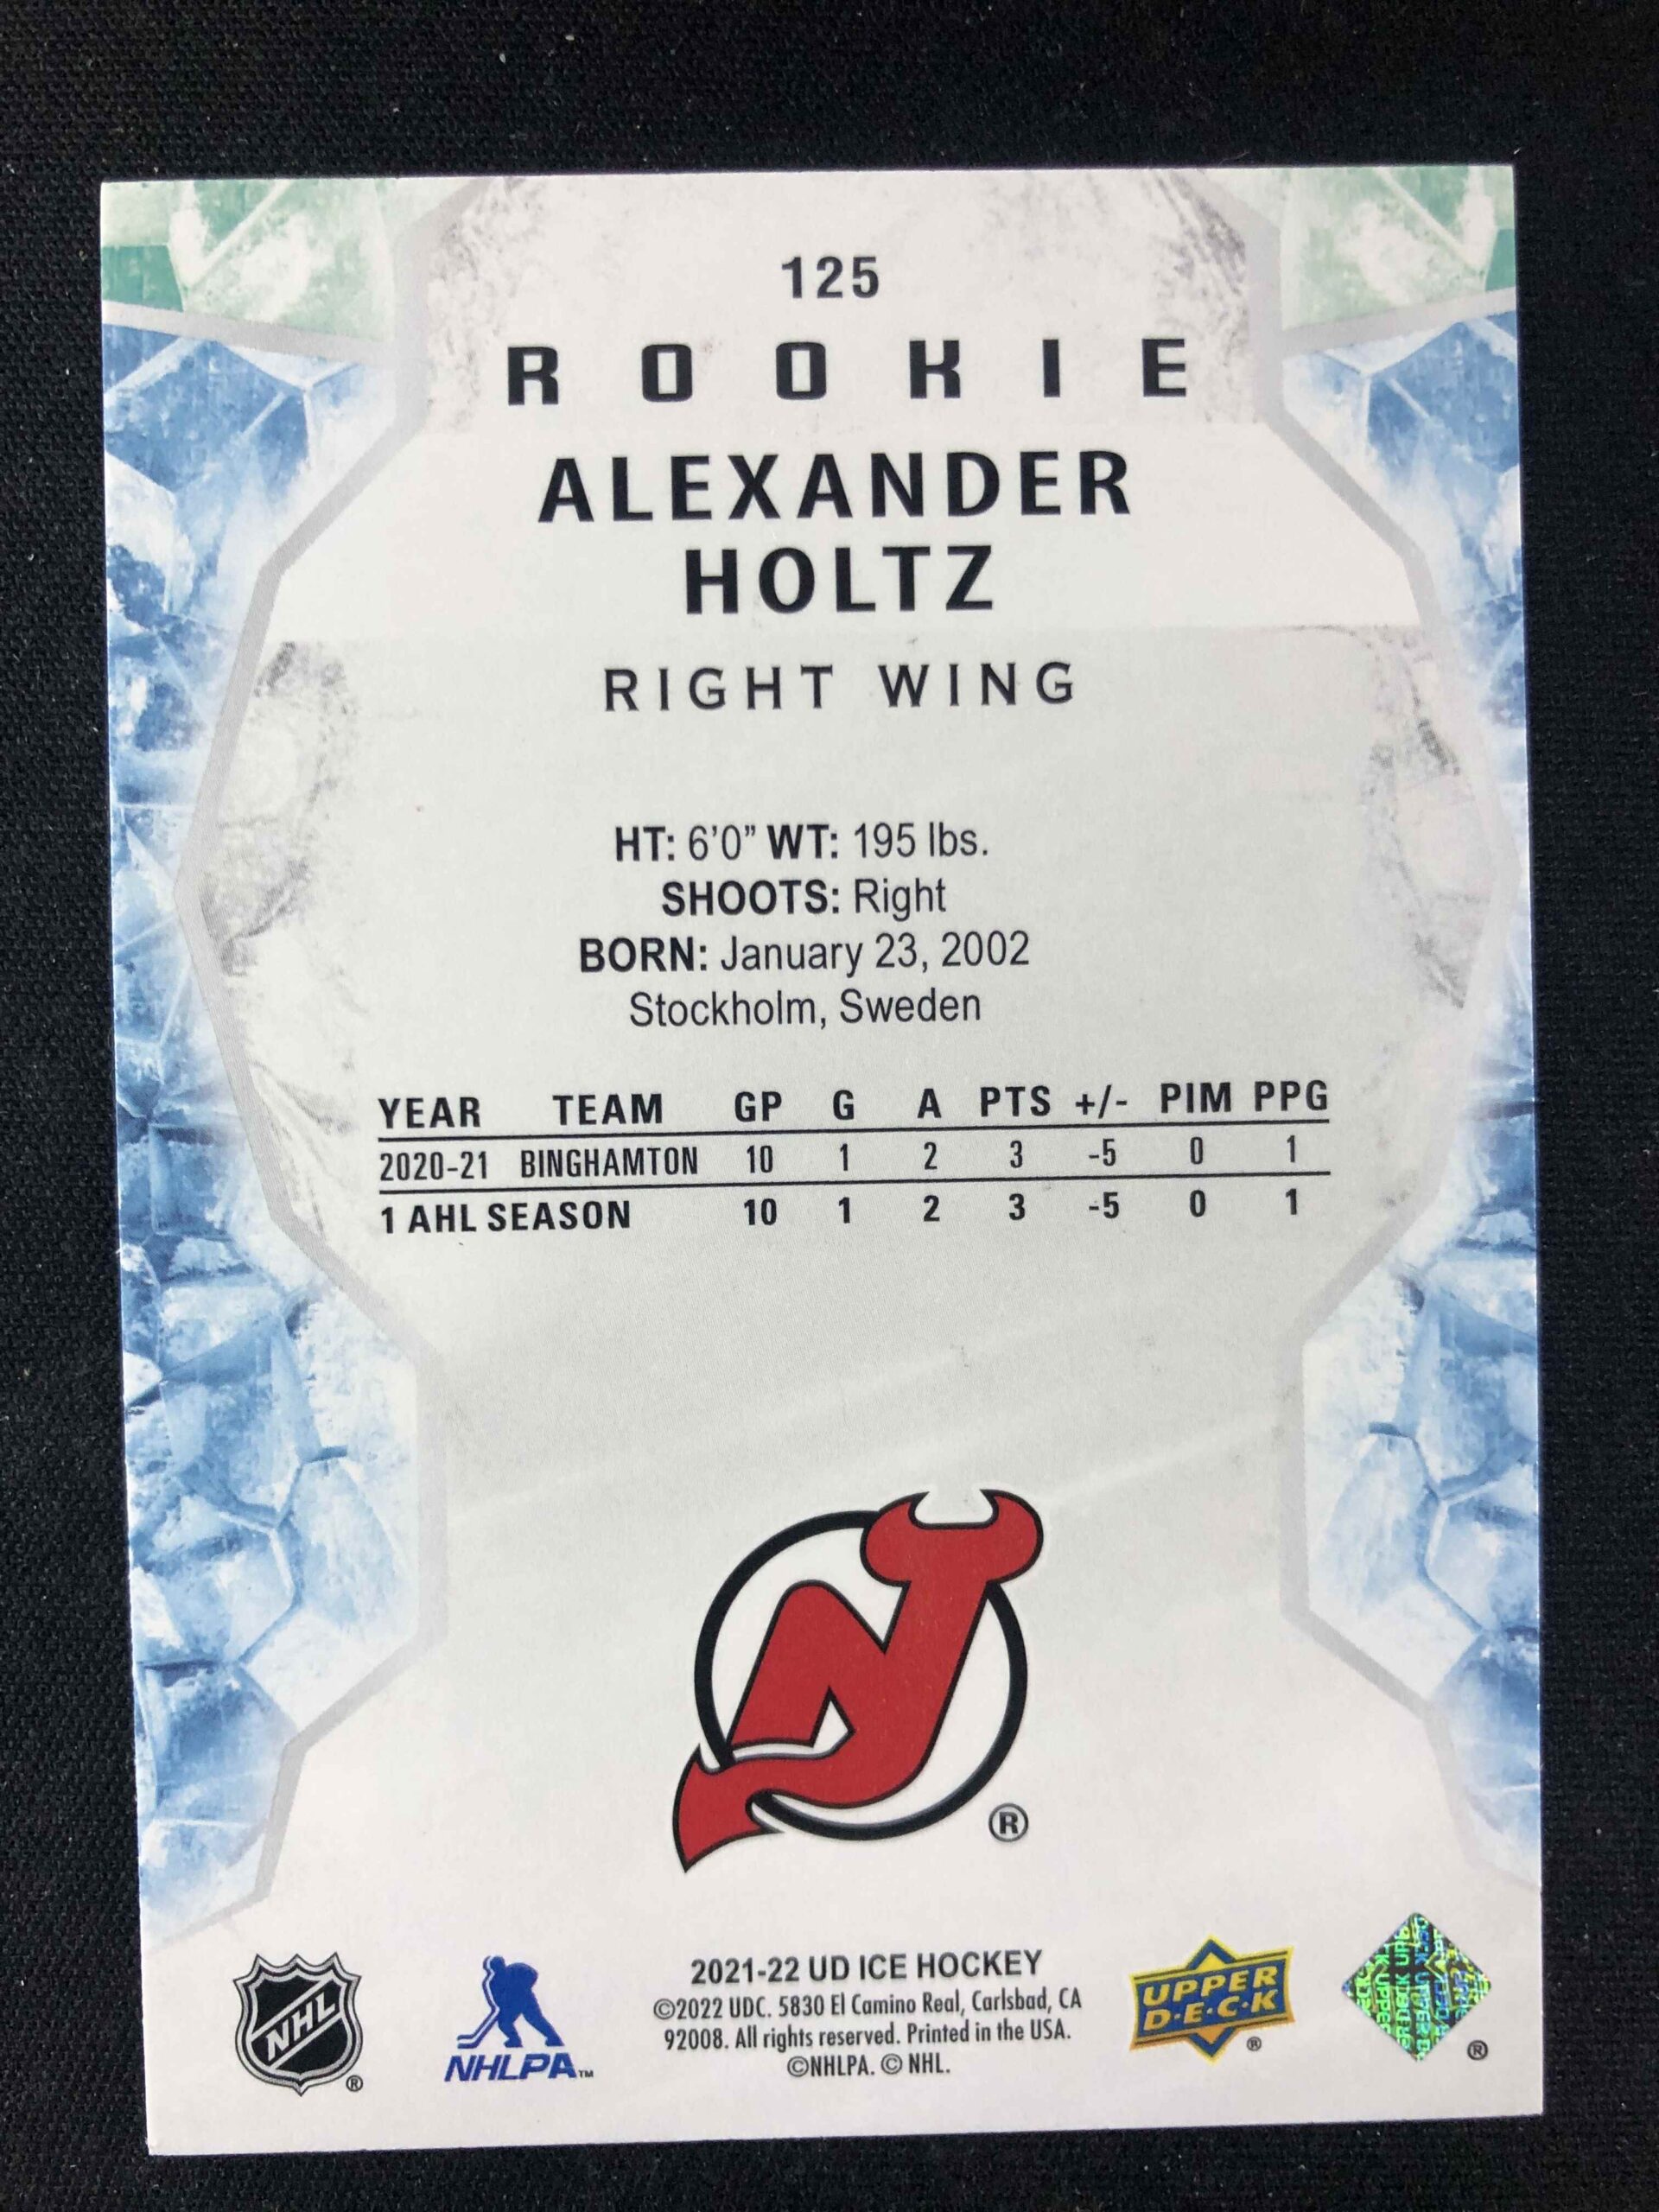 125
ROOKIE
ALEXANDER
HOLTZ
RIGHT WING
HT: 6'0" WT: 195 lbs.
SHOOTS: Right
BORN: January 23, 2002
Stockholm, Sweden
YEAR TEAM GP G A PTS +/- PIM PPG
2020-21 BINGHAMTON 10 1 2 3 -5 0 1
1 AHL SEASON 10 1 2 3 -5 0 1
®
NHL ®
NHLPA™
2021-22 UD ICE HOCKEY
©2022 UDC. 5830 El Camino Real, Carlsbad, CA
92008. All rights reserved. Printed in the USA.
©NHLPA. © NHL.
UPPER
D·E·C·K ®
®